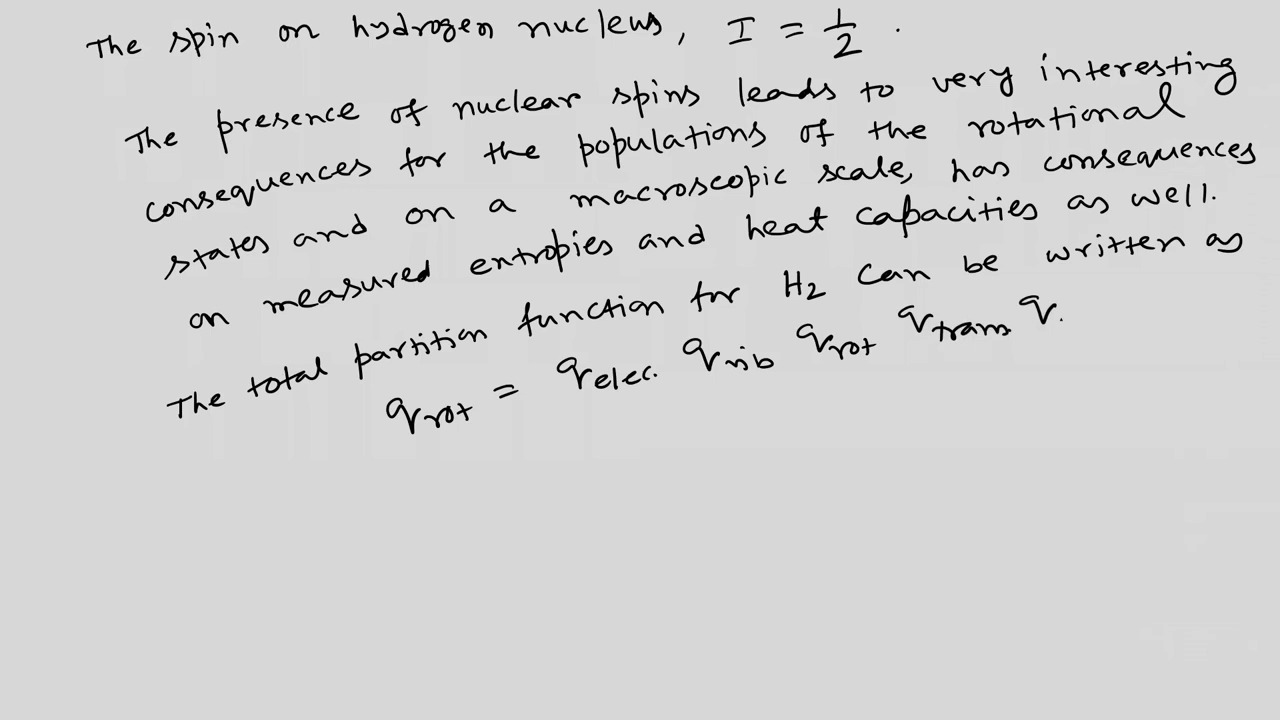 The spin on hydrogen nucleus, I = 1/2 .
The presence of nuclear spins leads to very interesting
consequences for the populations of the rotational
states and on a macroscopic scale, has consequences
on measured entropies and heat capacities as well.
The total partition function for H2 can be written as
qrot = qelec. qvib qrot qtrans q.